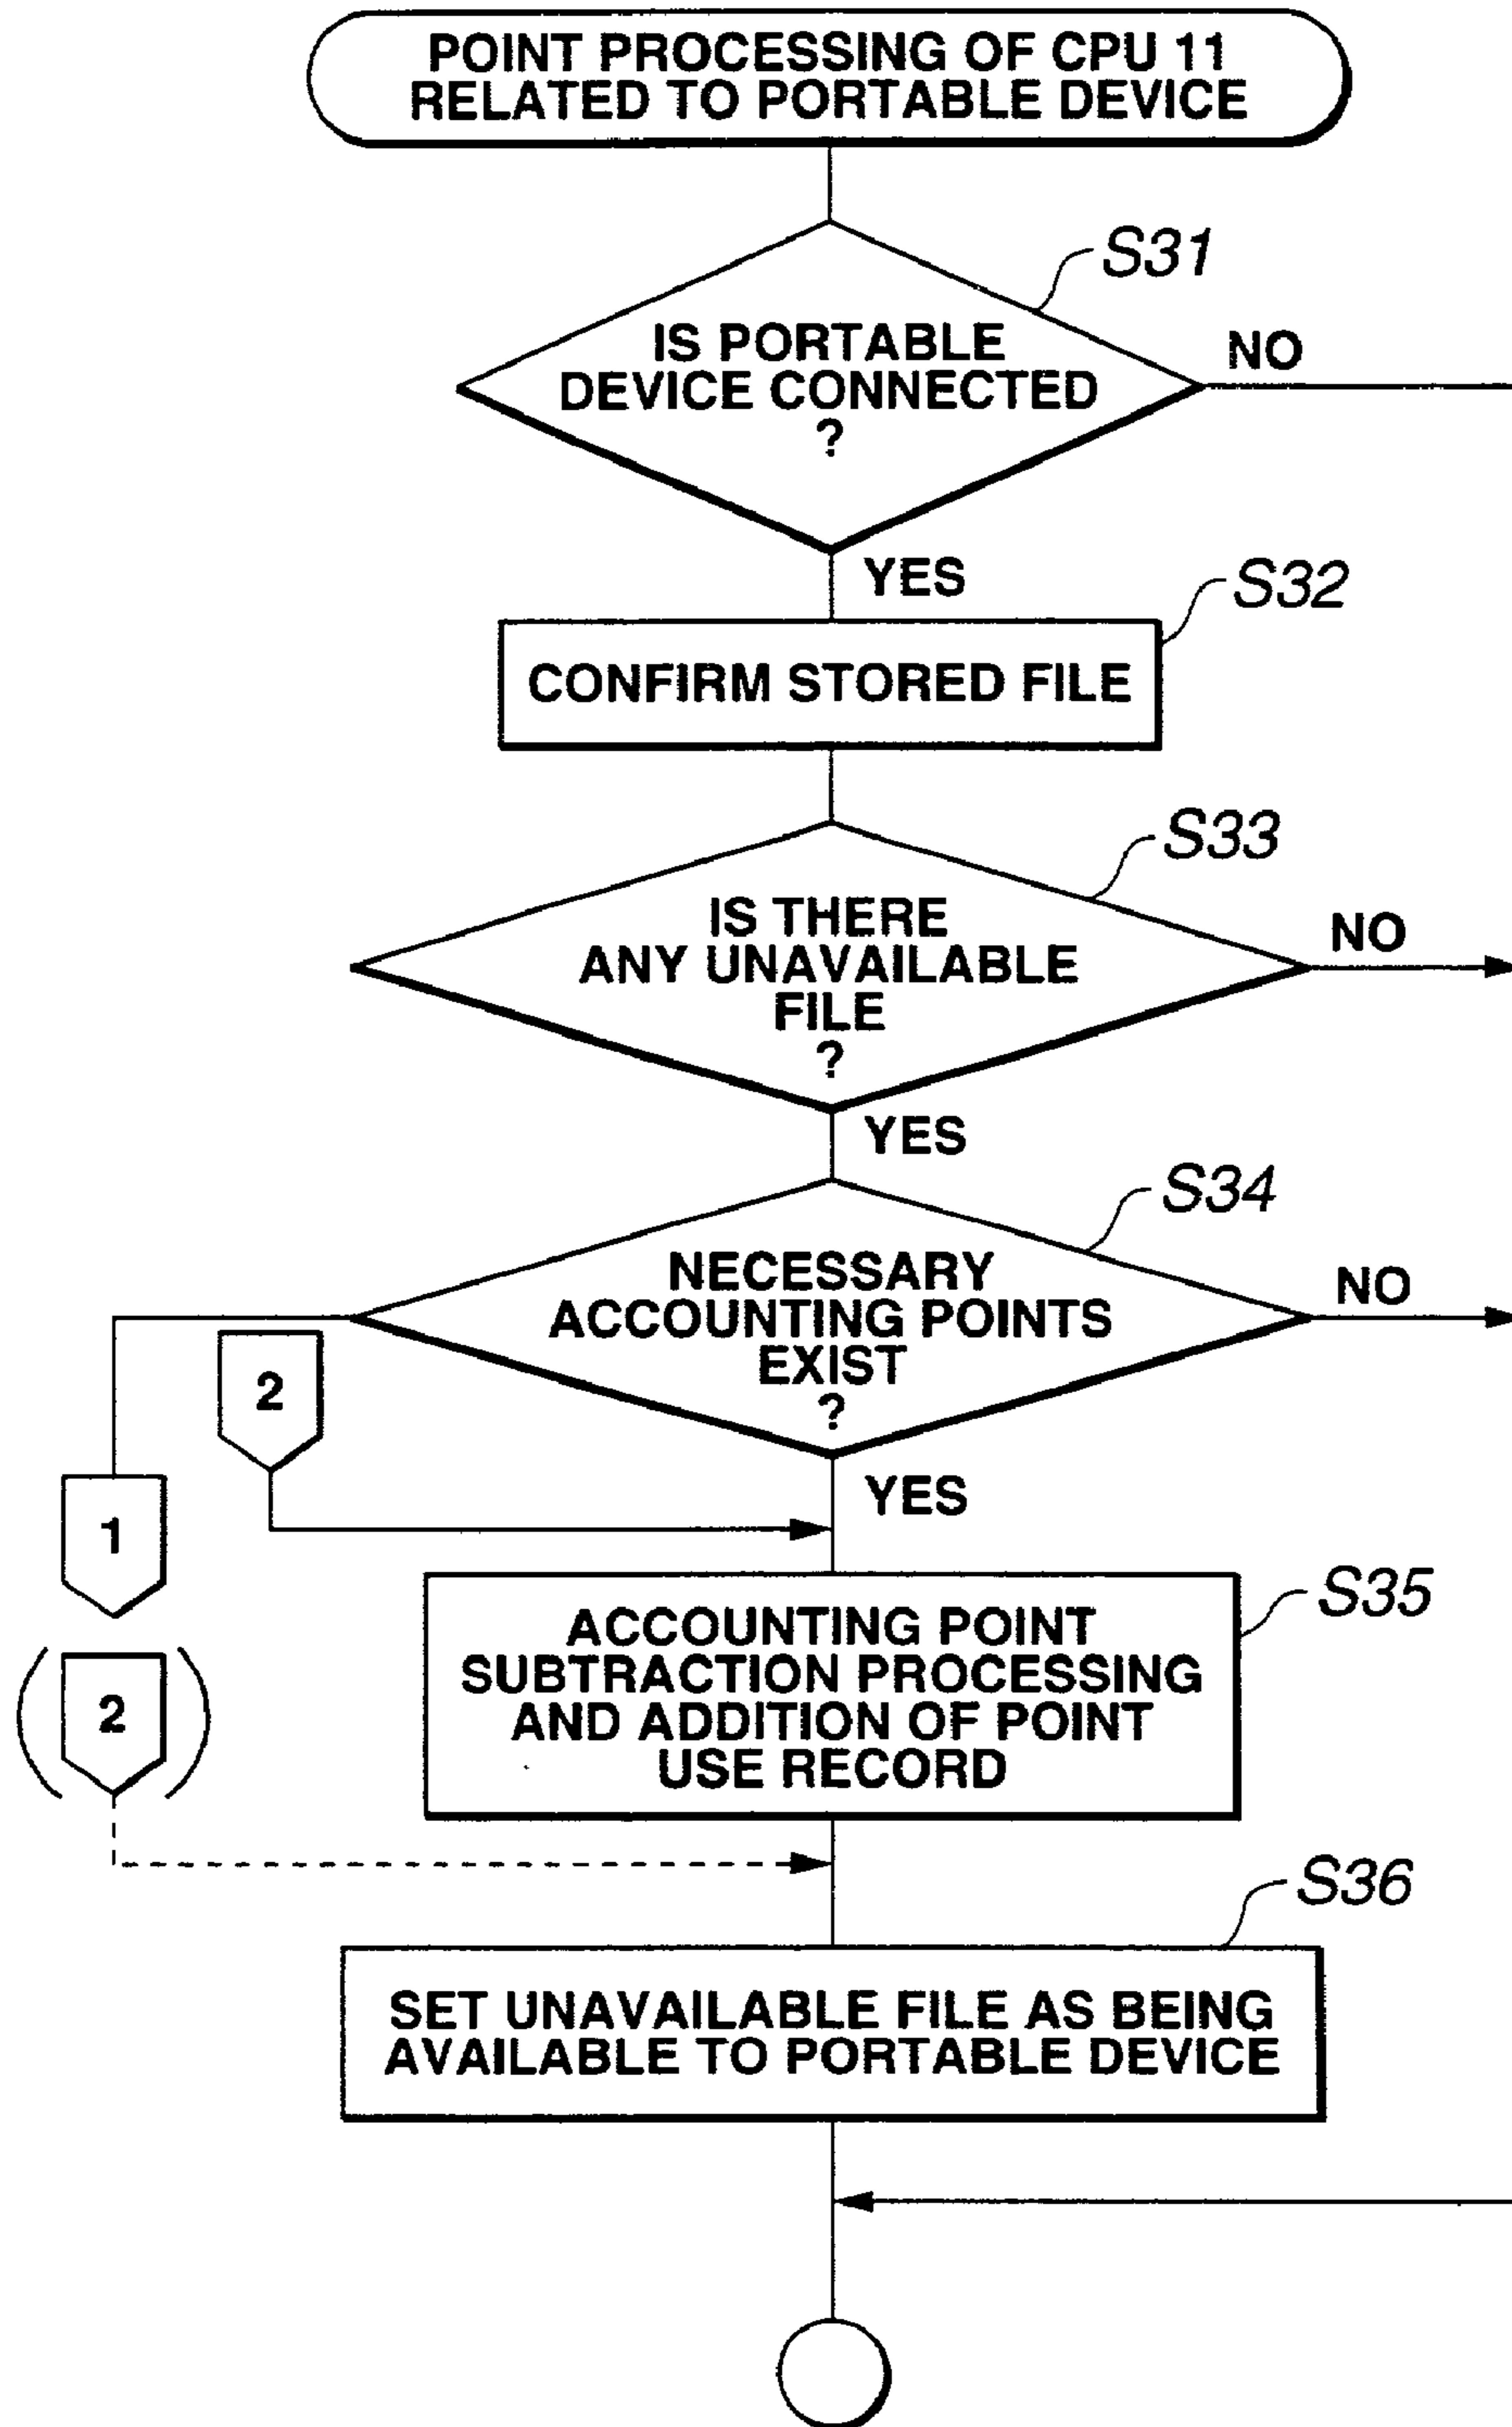 POINT PROCESSING OF CPU 11
RELATED TO PORTABLE DEVICE
S31
IS PORTABLE
DEVICE CONNECTED
?
NO
YES
S32
CONFIRM STORED FILE
S33
IS THERE
ANY UNAVAILABLE
FILE
?
NO
YES
S34
NECESSARY
ACCOUNTING POINTS
EXIST
?
NO
2
YES
1
S35
ACCOUNTING POINT
SUBTRACTION PROCESSING
AND ADDITION OF POINT
USE RECORD
(2)
S36
SET UNAVAILABLE FILE AS BEING
AVAILABLE TO PORTABLE DEVICE